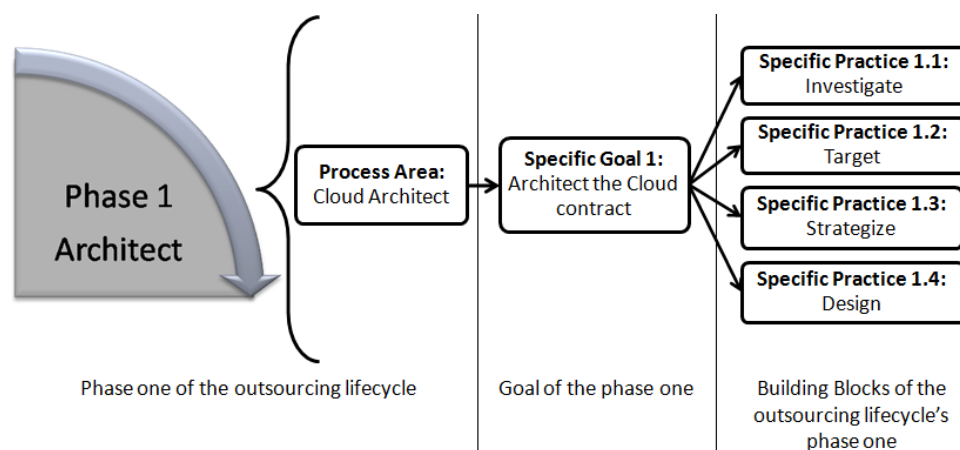 Phase 1
Architect
Process Area:
Cloud Architect
Specific Goal 1:
Architect the Cloud
contract
Specific Practice 1.1:
Investigate
Specific Practice 1.2:
Target
Specific Practice 1.3:
Strategize
Specific Practice 1.4:
Design
Phase one of the outsourcing lifecycle
Goal of the phase one
Building Blocks of the
outsourcing lifecycle's
phase one